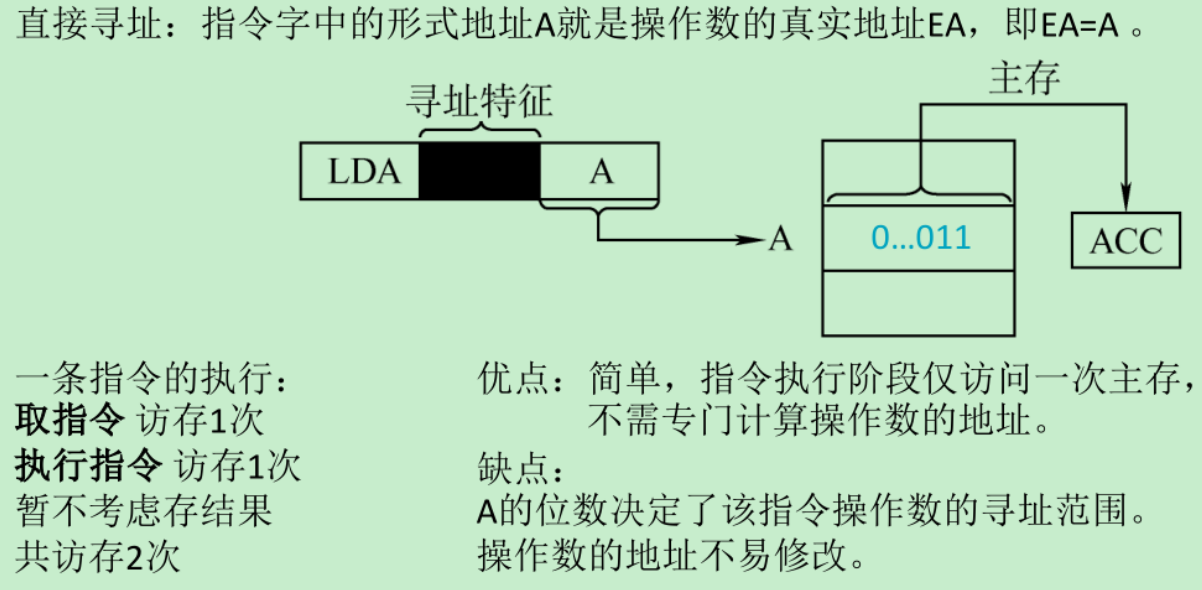 直接寻址：指令字中的形式地址A就是操作数的真实地址EA，即EA=A 。
主存
寻址特征
LDA
A
A
0...011
ACC
一条指令的执行：
取指令 访存1次
执行指令 访存1次
暂不考虑存结果
共访存2次
优点：简单，指令执行阶段仅访问一次主存，
不需专门计算操作数的地址。
缺点：
A的位数决定了该指令操作数的寻址范围。
操作数的地址不易修改。